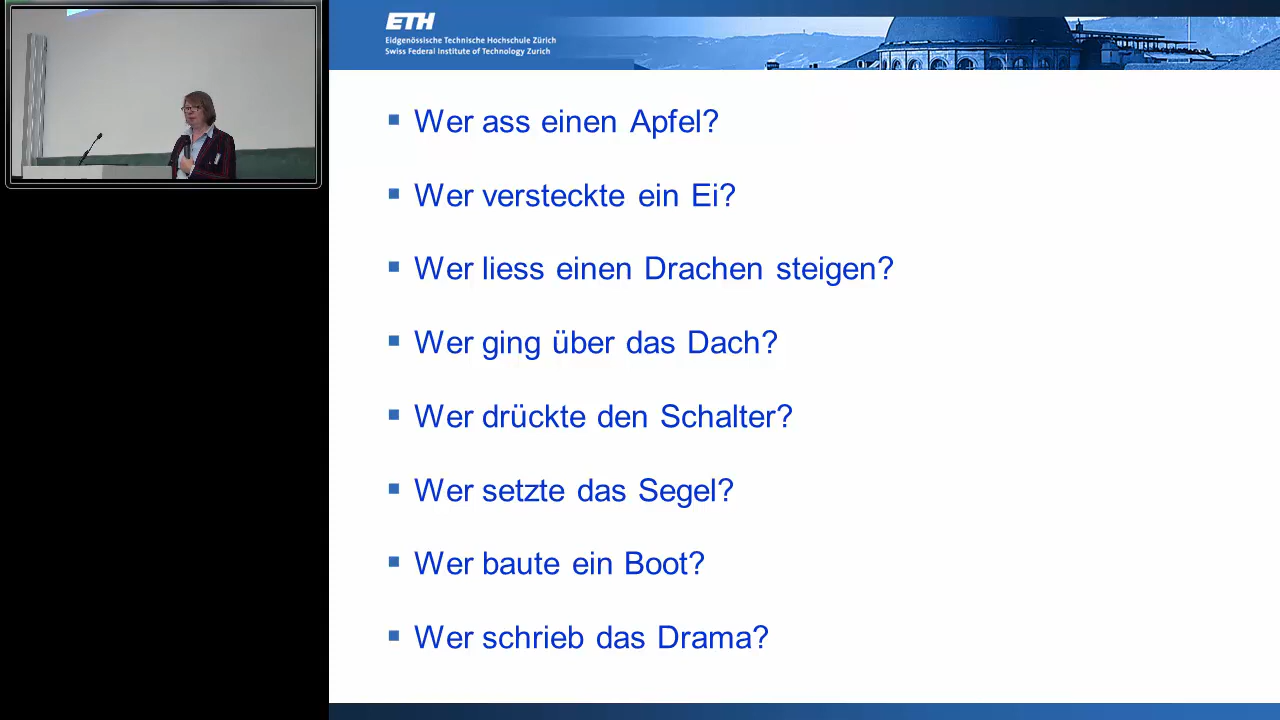 ETH
Eidgenössische Technische Hochschule Zürich
Swiss Federal Institute of Technology Zurich
Wer ass einen Apfel?
Wer versteckte ein Ei?
Wer liess einen Drachen steigen?
Wer ging über das Dach?
Wer drückte den Schalter?
Wer setzte das Segel?
Wer baute ein Boot?
Wer schrieb das Drama?